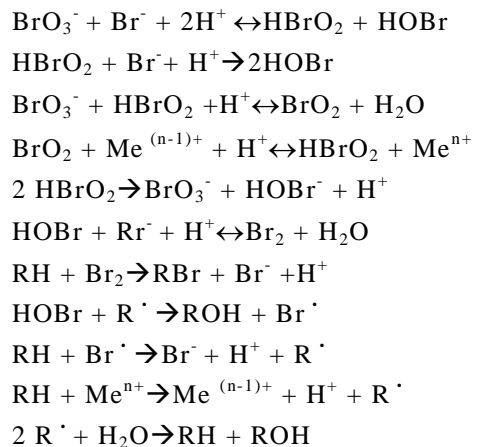 BrO₃⁻ + Br⁻ + 2H⁺ ↔HBrO₂ + HOBr
HBrO₂ + Br⁻+ H⁺→2HOBr
BrO₃⁻ + HBrO₂ +H⁺↔BrO₂ + H₂O
BrO₂ + Me ⁽ⁿ⁻¹⁾⁺ + H⁺↔HBrO₂ + Meⁿ⁺
2 HBrO₂→BrO₃⁻ + HOBr⁻ + H⁺
HOBr + Rr⁻ + H⁺↔Br₂ + H₂O
RH + Br₂→RBr + Br⁻ +H⁺
HOBr + R˙→ROH + Br˙
RH + Br˙→Br⁻ + H⁺ + R˙
RH + Meⁿ⁺→Me ⁽ⁿ⁻¹⁾⁺ + H⁺ + R˙
2 R˙ + H₂O→RH + ROH